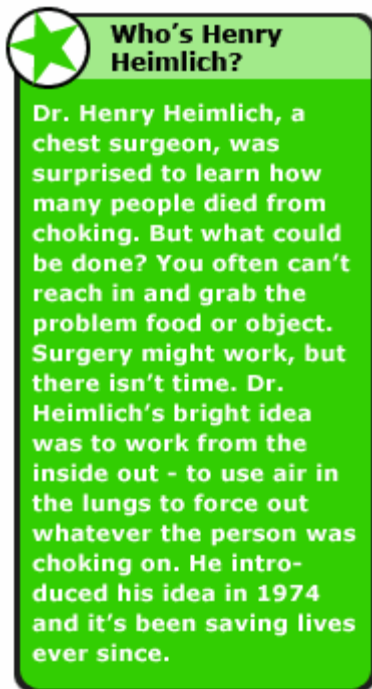 Who's Henry
Heimlich?
Dr. Henry Heimlich, a
chest surgeon, was
surprised to learn how
many people died from
choking. But what could
be done? You often can't
reach in and grab the
problem food or object.
Surgery might work, but
there isn't time. Dr.
Heimlich's bright idea
was to work from the
inside out - to use air in
the lungs to force out
whatever the person was
choking on. He intro-
duced his idea in 1974
and it's been saving lives
ever since.